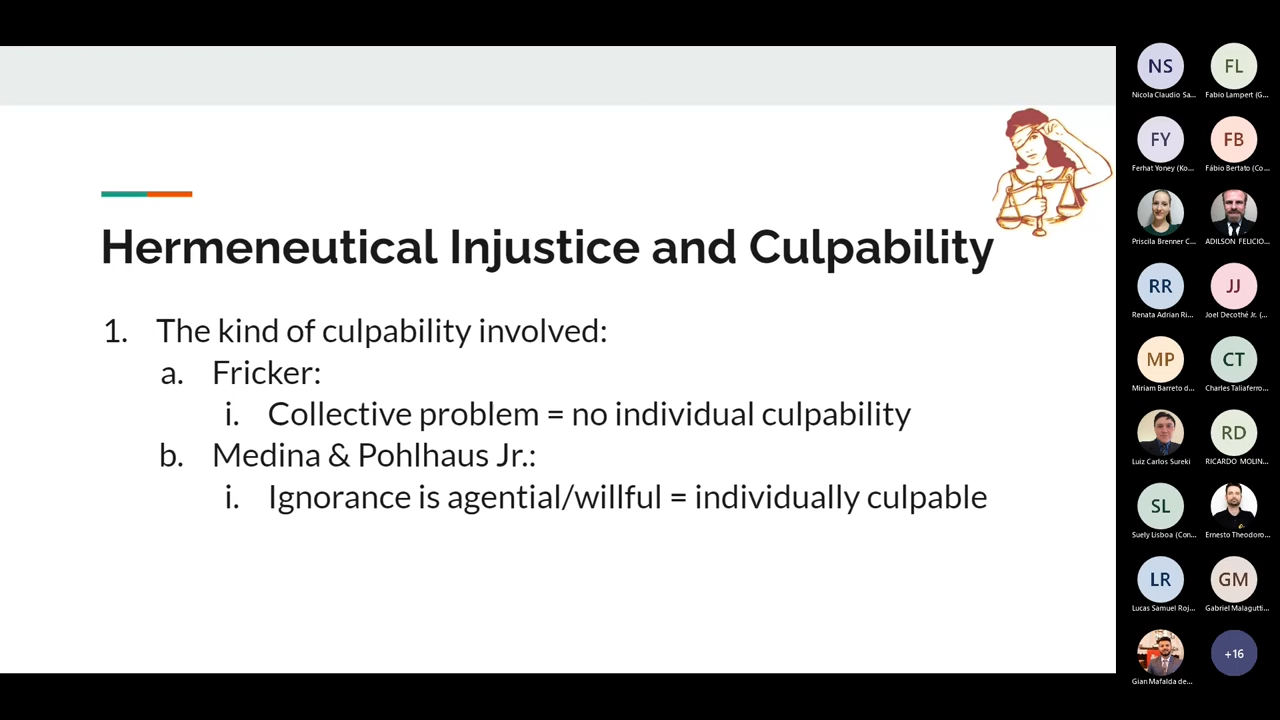 Hermeneutical Injustice and Culpability
1. The kind of culpability involved:
a. Fricker:
i. Collective problem = no individual culpability
b. Medina & Pohlhaus Jr.:
i. Ignorance is agential/willful = individually culpable
NS
Nicola Claudio Sa...
FL
Fabio Lampert (G...
FY
Ferhat Yoney (Ko...
FB
Fábio Bertato (Co...
Priscila Brenner C...
ADILSON FELICIO...
RR
Renata Adrian Ri...
JJ
Joel Decothé Jr. (...
MP
Miriam Barreto d...
CT
Charles Taliaferro...
Luiz Carlos Sureki
RD
RICARDO MOLIN...
SL
Suely Lisboa (Con...
Ernesto Theodoro...
LR
Lucas Samuel Roj...
GM
Gabriel Malagutti...
Gian Mafalda de...
+16